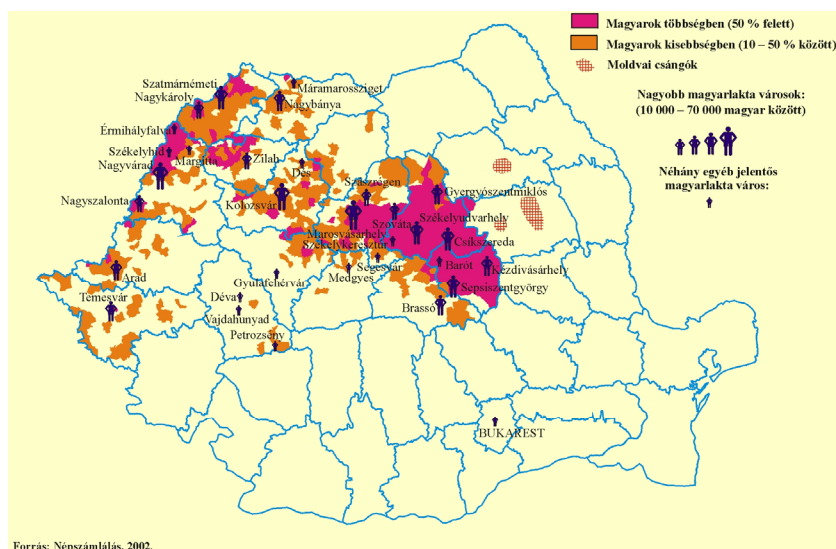 Magyarok többségben (50 % felett)
Magyarok kisebbségben (10 – 50 % között)
Moldvai csángók
Nagyobb magyarlakta városok:
(10 000 – 70 000 magyar között)
Néhány egyéb jelentős
magyarlakta város:
Szatmárnémeti
Máramarossziget
Nagykároly
Nagybánya
Érmihályfalva
Székelyhíd
Margitta
Zilah
Nagyvárad
Dés
Szászrégen
Gyergyószentmiklós
Nagyszalonta
Kolozsvár
Székelyudvarhely
Szováta
Marosvásárhely
Székelykeresztúr
Csíkszereda
Segesvár
Barót
Kézdivásárhely
Arad
Gyulafehérvár
Medgyes
Sepsiszentgyörgy
Temesvár
Déva
Brassó
Vajdahunyad
Petrozsény
BUKAREST
Forrás: Népszámlálás, 2002.